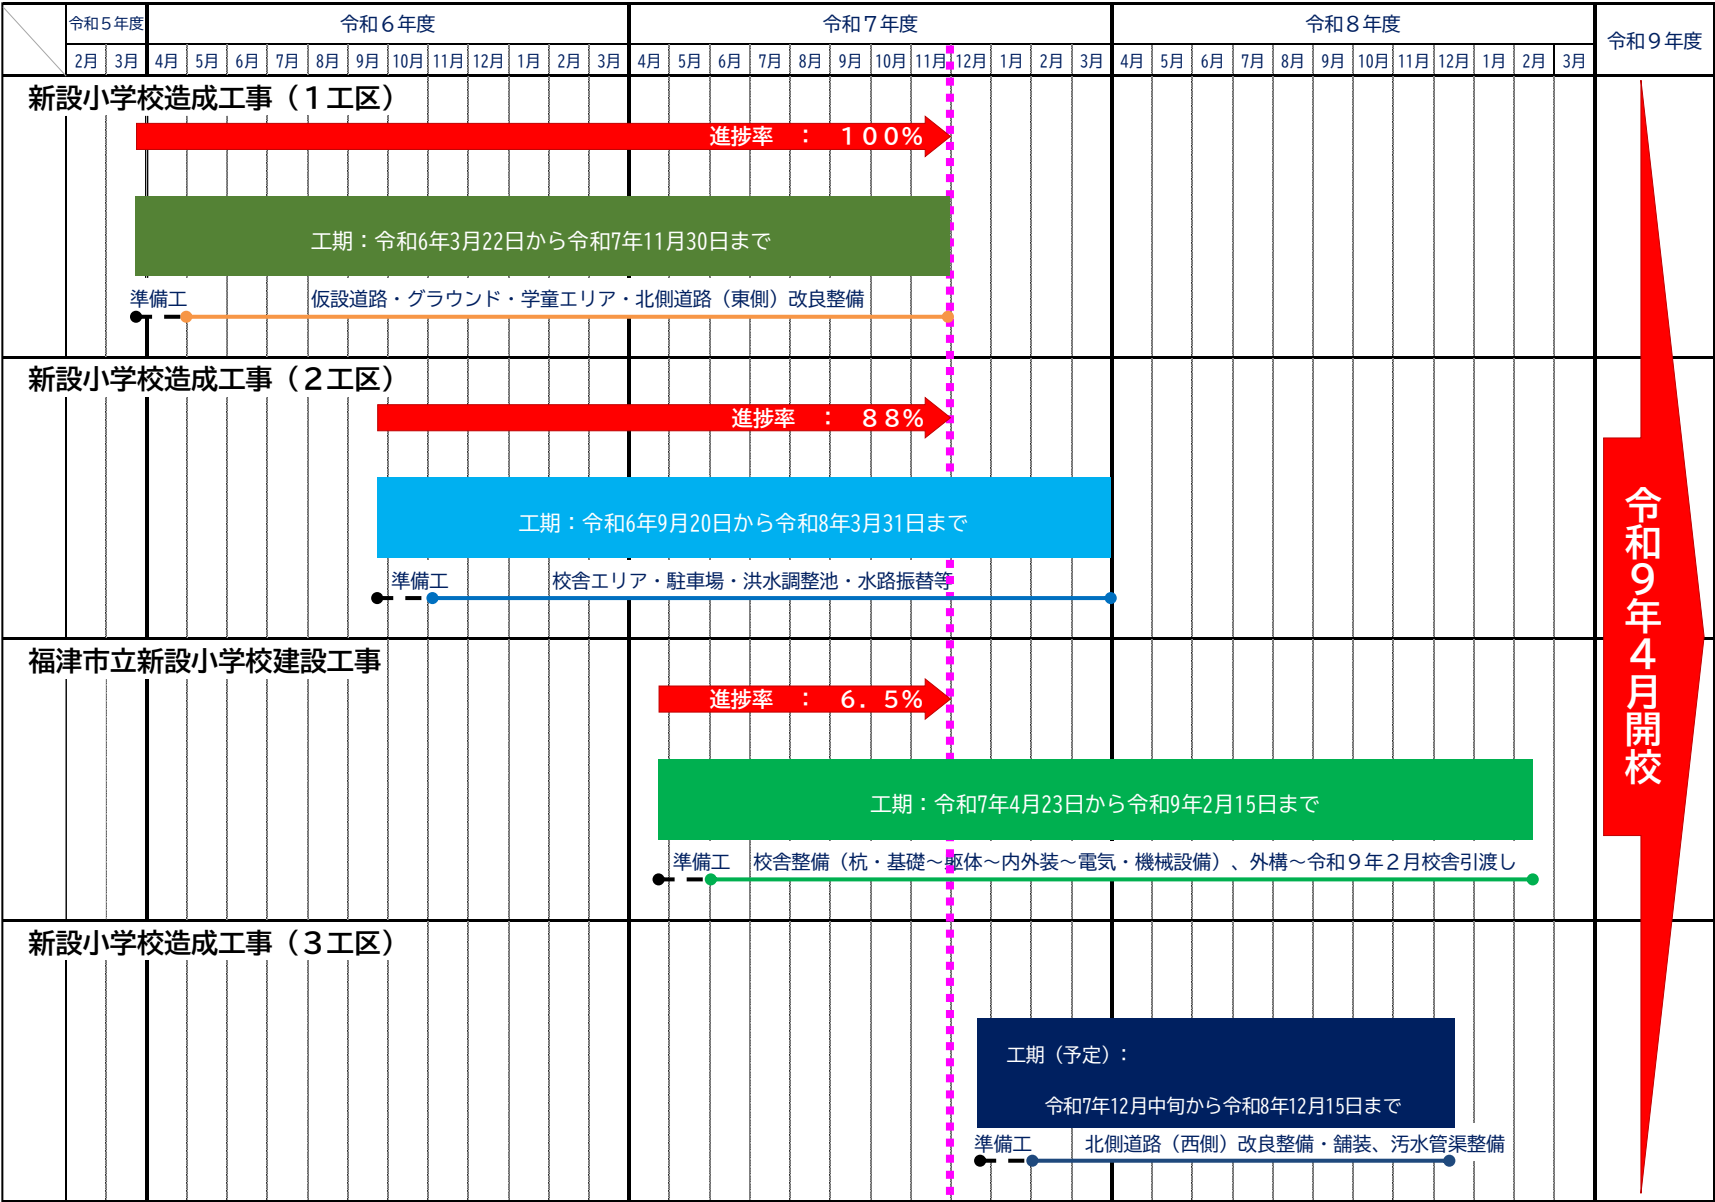 令和５年度 令和６年度 令和７年度 令和８年度 令和９年度
2月 3月 4月 5月 6月 7月 8月 9月 10月 11月 12月 1月 2月 3月 4月 5月 6月 7月 8月 9月 10月 11月 12月 1月 2月 3月 4月 5月 6月 7月 8月 9月 10月 11月 12月 1月 2月 3月
新設小学校造成工事（１工区）
進捗率 ： １００%
工期：令和6年3月22日から令和7年11月30日まで
準備工 仮設道路・グラウンド・学童エリア・北側道路（東側）改良整備
新設小学校造成工事（２工区）
進捗率 ： ８８%
工期：令和6年9月20日から令和8年3月31日まで
準備工 校舎エリア・駐車場・洪水調整池・水路振替等
福津市立新設小学校建設工事
進捗率 ： ６．５%
工期：令和7年4月23日から令和9年2月15日まで
準備工 校舎整備（杭・基礎～躯体～内外装～電気・機械設備）、外構～令和９年２月校舎引渡し
新設小学校造成工事（３工区）
工期（予定）：
令和7年12月中旬から令和8年12月15日まで
準備工 北側道路（西側）改良整備・舗装、汚水管渠整備
令和９年４月開校